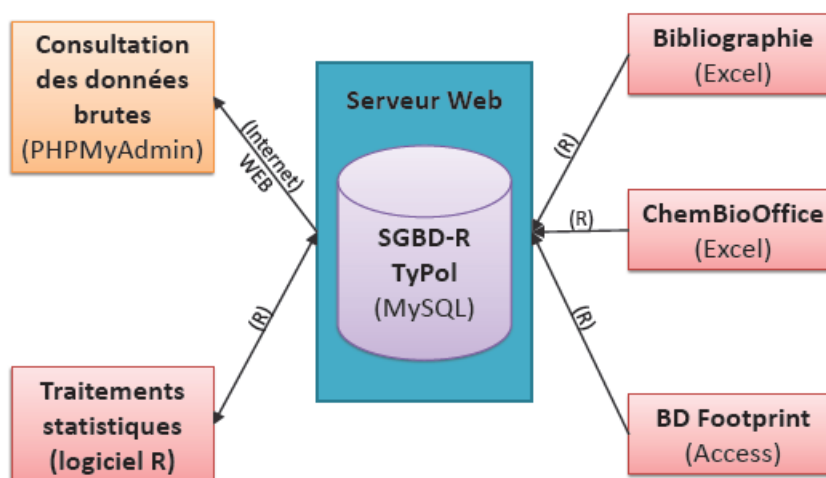 Consultation
des données
brutes
(PHPMyAdmin)
(Internet)
WEB
(R)
Traitements
statistiques
(logiciel R)
Serveur Web
SGBD-R
TyPol
(MySQL)
(R)
(R)
(R)
Bibliographie
(Excel)
ChemBioOffice
(Excel)
BD Footprint
(Access)